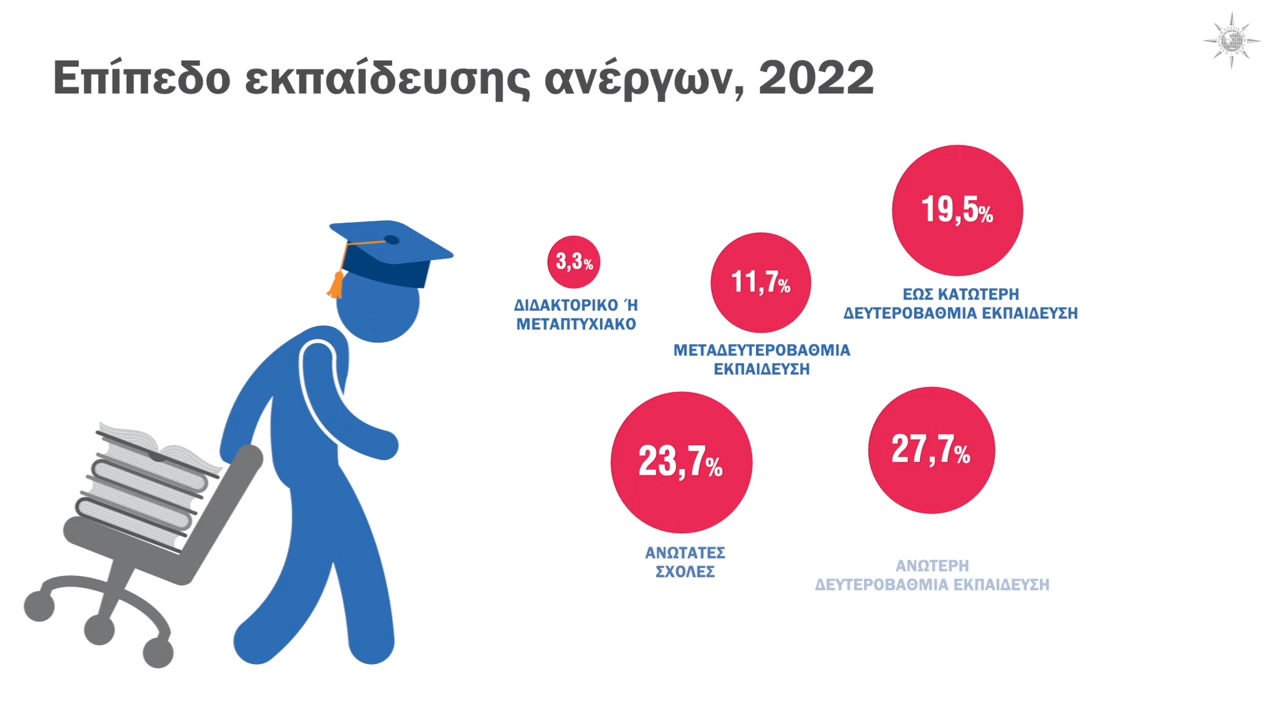 Επίπεδο εκπαίδευσης ανέργων, 2022
3,3%
ΔΙΔΑΚΤΟΡΙΚΟ Ή
ΜΕΤΑΠΤΥΧΙΑΚΟ
11,7%
ΜΕΤΑΔΕΥΤΕΡΟΒΑΘΜΙΑ
ΕΚΠΑΙΔΕΥΣΗ
19,5%
ΕΩΣ ΚΑΤΩΤΕΡΗ
ΔΕΥΤΕΡΟΒΑΘΜΙΑ ΕΚΠΑΙΔΕΥΣΗ
23,7%
ΑΝΩΤΑΤΕΣ
ΣΧΟΛΕΣ
27,7%
ΑΝΩΤΕΡΗ
ΔΕΥΤΕΡΟΒΑΘΜΙΑ ΕΚΠΑΙΔΕΥΣΗ